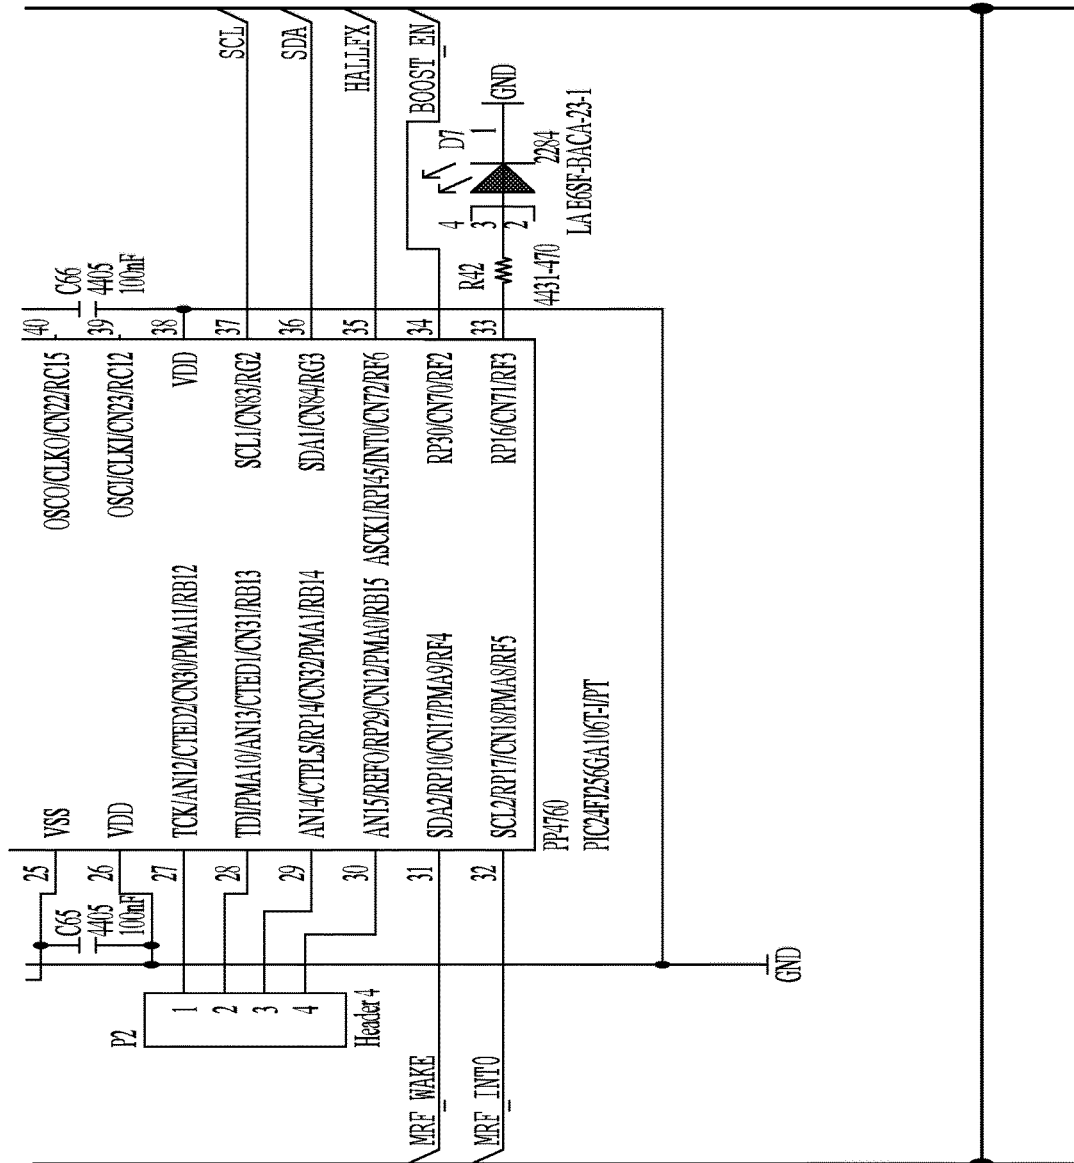 SCL
SDA
HALLFX
BOOST_EN
GND
1
D7
2284
LA E6SF-BACA-23-1
4
3
2
R42
4431-470
C66
4405
100nF
40
39
38
37
36
35
34
33
OSCO/CLKO/CN22/RC15
OSCI/CLKI/CN23/RC12
VDD
SCL1/CN83/RG2
SDA1/CN84/RG3
ASCK1/RPI45/INT0/CN72/RF6
RP30/CN70/RF2
RP16/CN71/RF3
VSS
VDD
TCK/AN12/CTED2/CN30/PMA11/RB12
TDI/PMA10/AN13/CTED1/CN31/RB13
AN14/CTPLS/RP14/CN32/PMA1/RB14
AN15/REFO/RP29/CN12/PMA0/RB15
SDA2/RP10/CN17/PMA9/RF4
SCL2/RP17/CN18/PMA8/RF5
PP4760
PIC24FJ256GA106T-I/PT
25
26
27
28
29
30
31
32
C65
4405
100nF
P2
1
2
3
4
Header 4
GND
MRF_WAKE
MRF_INTO